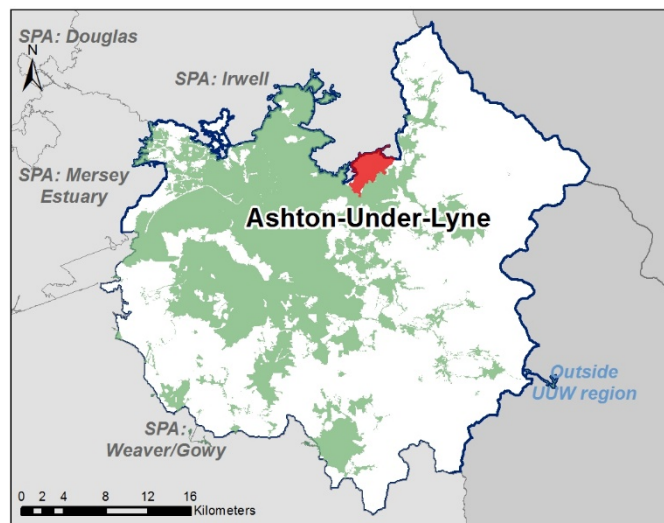 SPA: Douglas
N
SPA: Irwell
SPA: Mersey
Estuary
Ashton-Under-Lyne
Outside
UUW region
SPA:
Weaver/Gowy
0 2 4 8 12 16
Kilometers